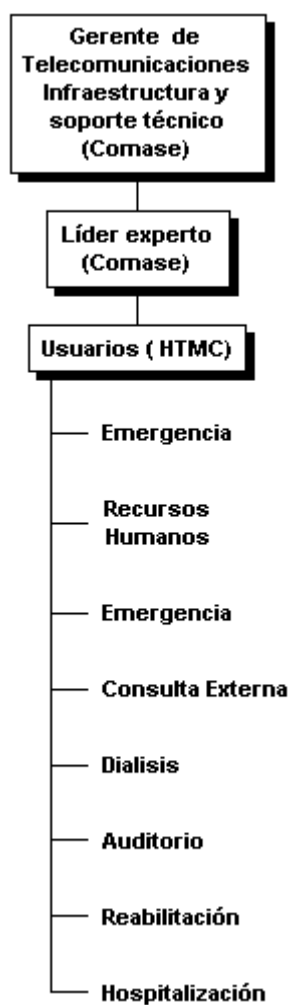 Gerente de
Telecomunicaciones
Infraestructura y
soporte técnico
(Comase)
Líder experto
(Comase)
Usuarios ( HTMC)
Emergencia
Recursos
Humanos
Emergencia
Consulta Externa
Dialisis
Auditorio
Reabilitación
Hospitalización